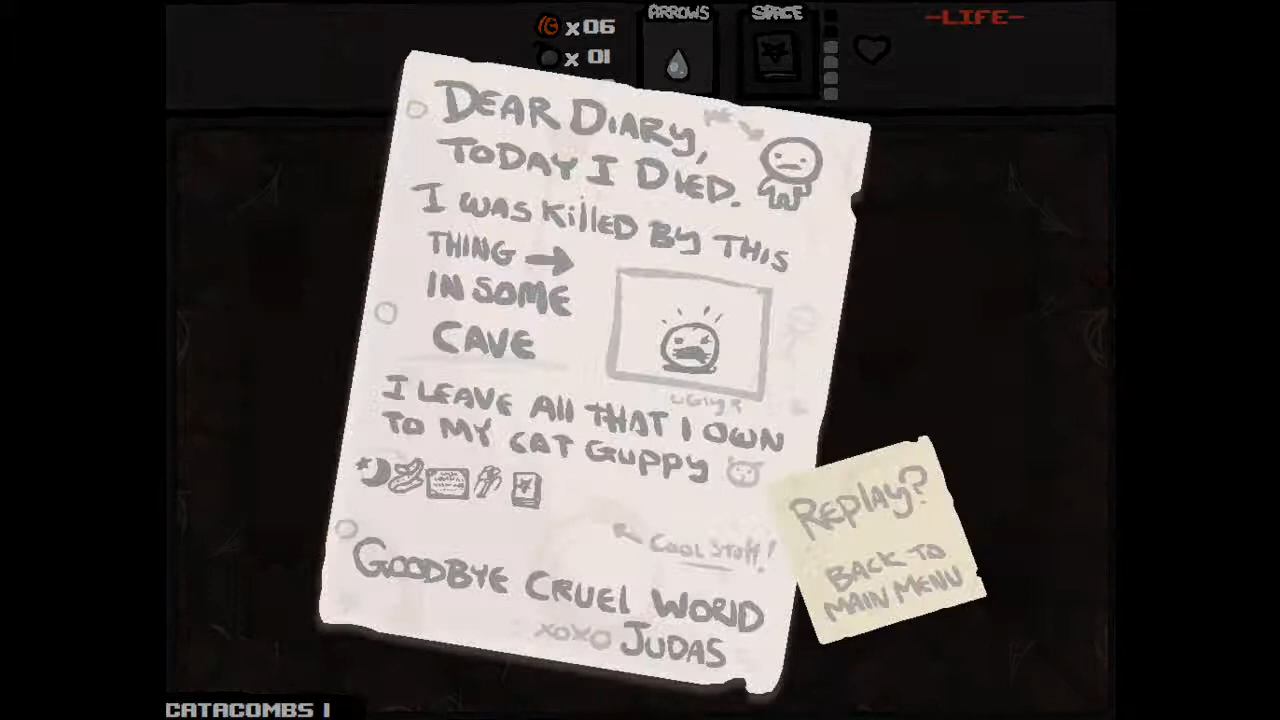 x06
ARROWS
SPACE
-LIFE-
x 01
DEAR DIARY,
TODAY I DIED.
I WAS KillED BY THIS
THING →
IN SOME
CAVE
UGLY
I LEAVE All THAT I OWN
TO MY CAT GUPPY
COOL STUFF!
GOODBYE CRUEl WORlD
XOXO JUDAS
REPLAY?
BACK TO
MAIN MENU
CATACOMBS I